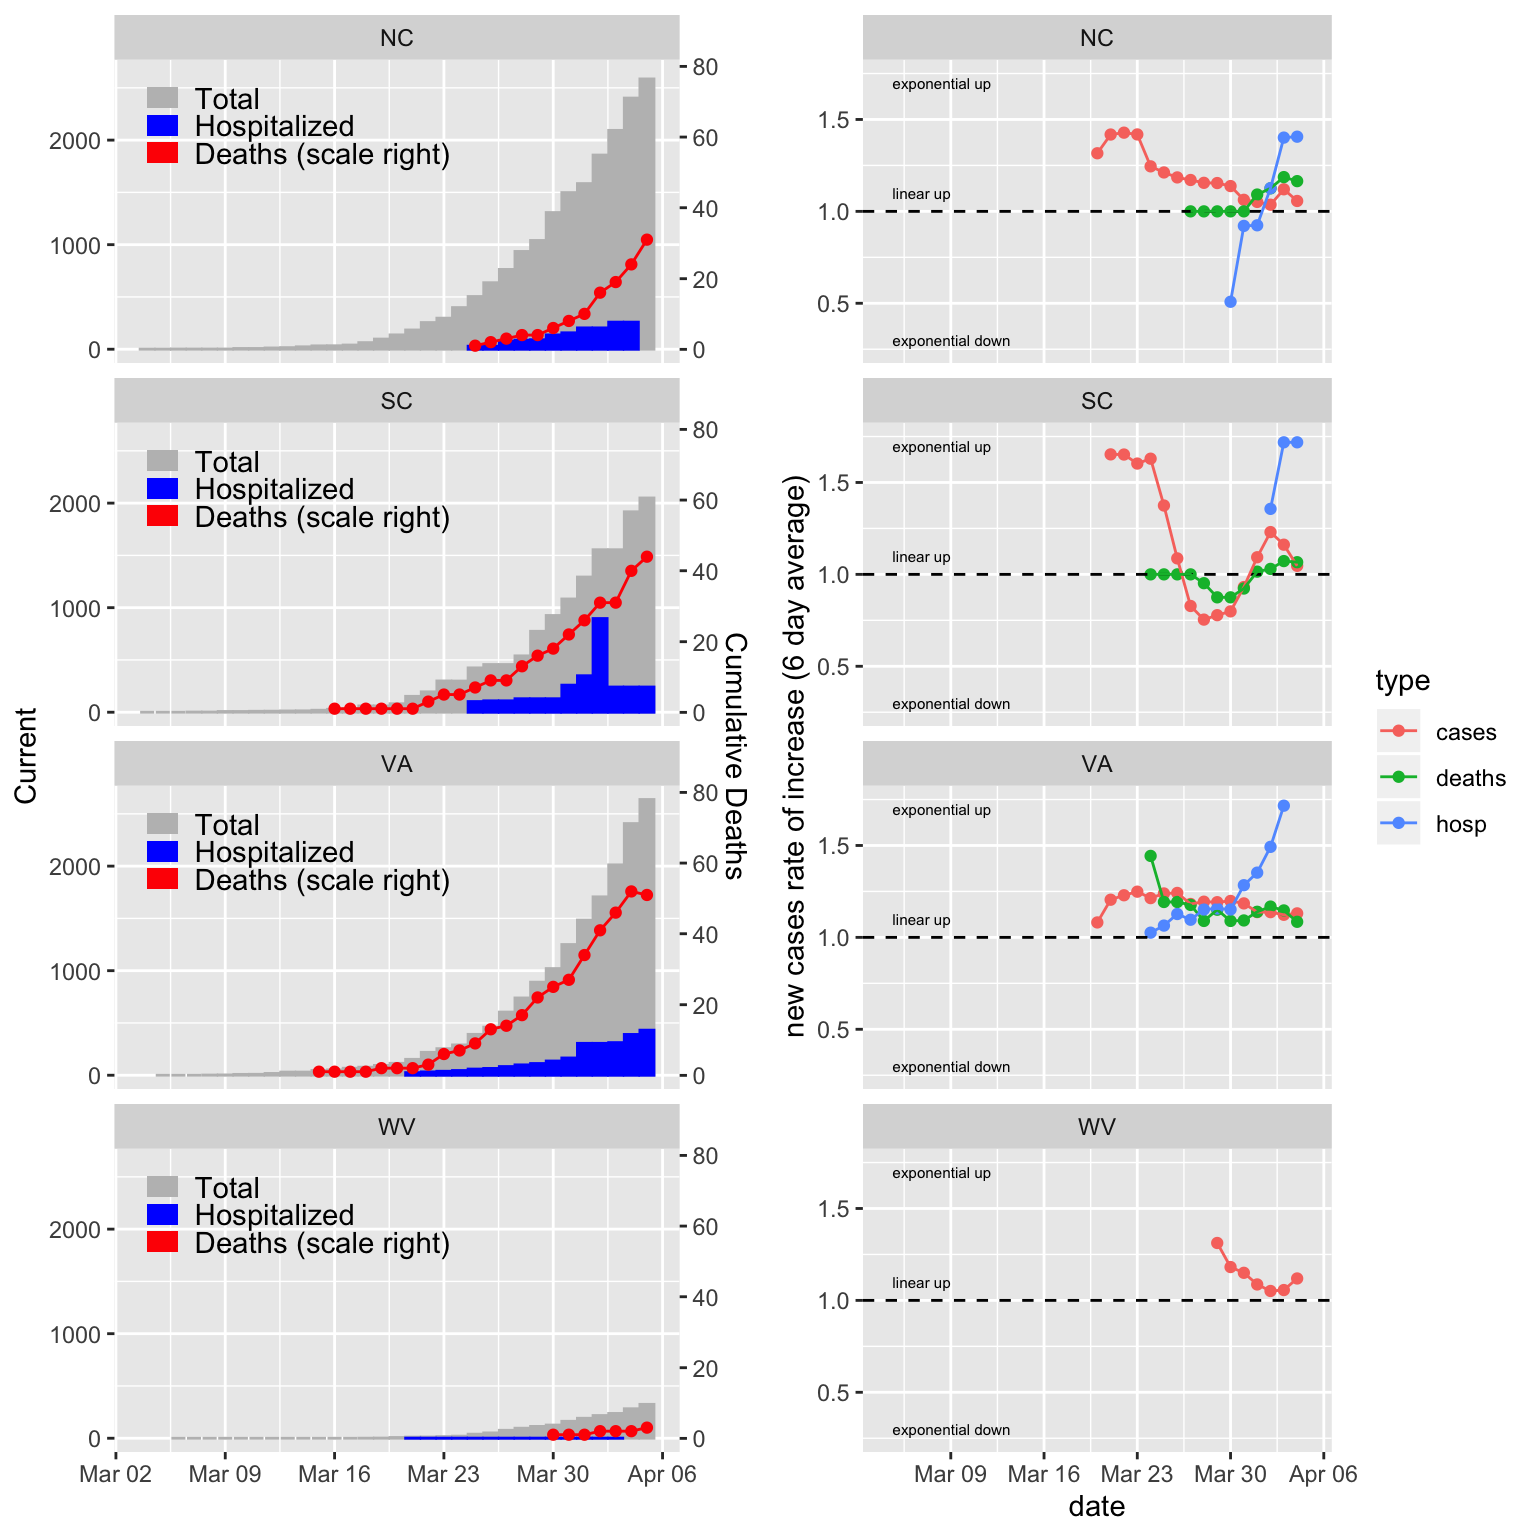 NC
Total
Hospitalized
Deaths (scale right)
2000
1000
0
80
60
40
20
0
SC
Total
Hospitalized
Deaths (scale right)
2000
1000
0
80
60
40
20
0
VA
Total
Hospitalized
Deaths (scale right)
2000
1000
0
80
60
40
20
0
WV
Total
Hospitalized
Deaths (scale right)
2000
1000
0
80
60
40
20
0
Mar 02 Mar 09 Mar 16 Mar 23 Mar 30 Apr 06
Current
Cumulative Deaths
NC
exponential up
linear up
exponential down
1.5
1.0
0.5
SC
exponential up
linear up
exponential down
1.5
1.0
0.5
VA
exponential up
linear up
exponential down
1.5
1.0
0.5
WV
exponential up
linear up
exponential down
1.5
1.0
0.5
Mar 09 Mar 16 Mar 23 Mar 30 Apr 06
date
new cases rate of increase (6 day average)
type
cases
deaths
hosp